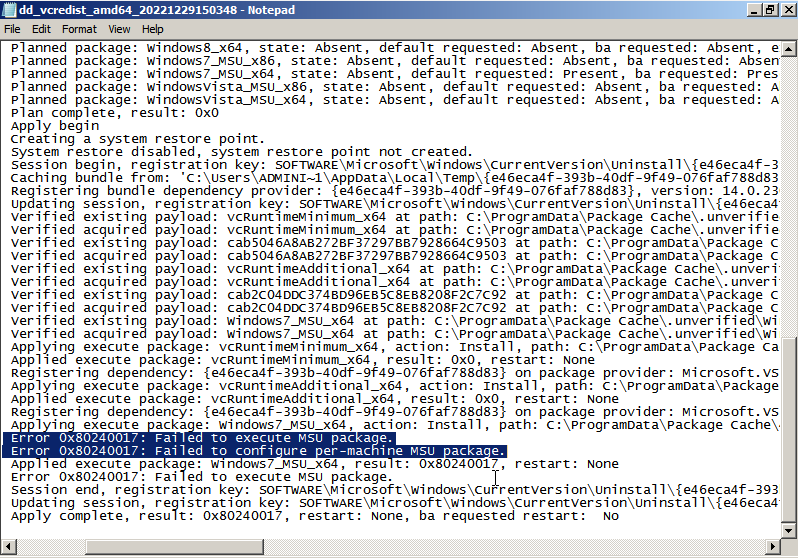 dd_vcredist_amd64_20221229150348 - Notepad
File Edit Format View Help
Planned package: Windows8_x64, state: Absent, default requested: Absent, ba requested: Absent, e
Planned package: Windows7_MSU_x86, state: Absent, default requested: Absent, ba requested: Absen
Planned package: Windows7_MSU_x64, state: Absent, default requested: Present, ba requested: Pres
Planned package: WindowsVista_MSU_x86, state: Absent, default requested: Absent, ba requested: A
Planned package: WindowsVista_MSU_x64, state: Absent, default requested: Absent, ba requested: A
Plan complete, result: 0x0
Apply begin
Creating a system restore point.
System restore disabled, system restore point not created.
Session begin, registration key: SOFTWARE\Microsoft\Windows\CurrentVersion\Uninstall\{e46eca4f-3
Caching bundle from: 'C:\Users\ADMINI~1\AppData\Local\Temp\{e46eca4f-393b-40df-9f49-076faf788d83
Registering bundle dependency provider: {e46eca4f-393b-40df-9f49-076faf788d83}, version: 14.0.23
Updating session, registration key: SOFTWARE\Microsoft\Windows\CurrentVersion\Uninstall\{e46eca4
Verified existing payload: vcRuntimeMinimum_x64 at path: C:\ProgramData\Package Cache\.unverifie
Verified acquired payload: vcRuntimeMinimum_x64 at path: C:\ProgramData\Package Cache\.unverifie
Verified existing payload: cab5046A8AB272BF37297BB7928664C9503 at path: C:\ProgramData\Package C
Verified acquired payload: cab5046A8AB272BF37297BB7928664C9503 at path: C:\ProgramData\Package C
Verified existing payload: vcRuntimeAdditional_x64 at path: C:\ProgramData\Package Cache\.unveri
Verified acquired payload: vcRuntimeAdditional_x64 at path: C:\ProgramData\Package Cache\.unveri
Verified existing payload: cab2C04DDC374BD96EB5C8EB8208F2C7C92 at path: C:\ProgramData\Package C
Verified acquired payload: cab2C04DDC374BD96EB5C8EB8208F2C7C92 at path: C:\ProgramData\Package C
Verified existing payload: Windows7_MSU_x64 at path: C:\ProgramData\Package Cache\.unverified\Wi
Verified acquired payload: Windows7_MSU_x64 at path: C:\ProgramData\Package Cache\.unverified\Wi
Applying execute package: vcRuntimeMinimum_x64, action: Install, path: C:\ProgramData\Package Ca
Applied execute package: vcRuntimeMinimum_x64, result: 0x0, restart: None
Registering dependency: {e46eca4f-393b-40df-9f49-076faf788d83} on package provider: Microsoft.VS
Applying execute package: vcRuntimeAdditional_x64, action: Install, path: C:\ProgramData\Package
Applied execute package: vcRuntimeAdditional_x64, result: 0x0, restart: None
Registering dependency: {e46eca4f-393b-40df-9f49-076faf788d83} on package provider: Microsoft.VS
Applying execute package: Windows7_MSU_x64, action: Install, path: C:\ProgramData\Package Cache\
Error 0x80240017: Failed to execute MSU package.
Error 0x80240017: Failed to configure per-machine MSU package.
Applied execute package: Windows7_MSU_x64, result: 0x80240017, restart: None
Error 0x80240017: Failed to execute MSU package.
Session end, registration key: SOFTWARE\Microsoft\Windows\CurrentVersion\Uninstall\{e46eca4f-393
Updating session, registration key: SOFTWARE\Microsoft\Windows\CurrentVersion\Uninstall\{e46eca4
Apply complete, result: 0x80240017, restart: None, ba requested restart:  No